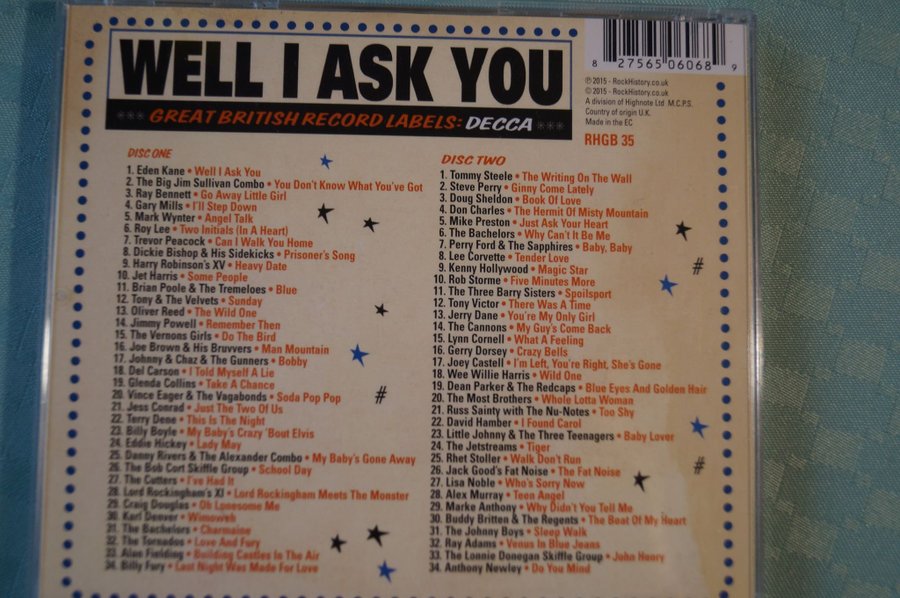 WELL I ASK YOU
*** GREAT BRITISH RECORD LABELS: DECCA ***
8 27565 06068 9
℗ 2015 - RockHistory.co.uk
© 2015 - RockHistory.co.uk
A division of Highnote Ltd M.C.P.S.
Country of origin U.K.
Made in the EC
RHGB 35
DISC ONE
1. Eden Kane • Well I Ask You
2. The Big Jim Sullivan Combo • You Don't Know What You've Got
3. Ray Bennett • Go Away Little Girl
4. Gary Mills • I'll Step Down
5. Mark Wynter • Angel Talk
6. Roy Lee • Two Initials (In A Heart)
7. Trevor Peacock • Can I Walk You Home
8. Dickie Bishop & His Sidekicks • Prisoner's Song
9. Harry Robinson's XV • Heavy Date
10. Jet Harris • Some People
11. Brian Poole & The Tremeloes • Blue
12. Tony & The Velvets • Sunday
13. Oliver Reed • The Wild One
14. Jimmy Powell • Remember Then
15. The Vernons Girls • Do The Bird
16. Joe Brown & His Bruvvers • Man Mountain
17. Johnny & Chaz & The Gunners • Bobby
18. Del Carson • I Told Myself A Lie
19. Glenda Collins • Take A Chance
20. Vince Eager & The Vagabonds • Soda Pop Pop
21. Jess Conrad • Just The Two Of Us
22. Terry Dene • This Is The Night
23. Billy Boyle • My Baby's Crazy 'Bout Elvis
24. Eddie Hickey • Lady May
25. Danny Rivers & The Alexander Combo • My Baby's Gone Away
26. The Bob Cort Skiffle Group • School Day
27. The Cutters • I've Had It
28. Lord Rockingham's XI • Lord Rockingham Meets The Monster
29. Craig Douglas • Oh Lonesome Me
30. Karl Denver • Wimoweh
31. The Bachelors • Charmaine
32. The Tornados • Love And Fury
33. Alan Fielding • Building Castles In The Air
34. Billy Fury • Last Night Was Made For Love
DISC TWO
1. Tommy Steele • The Writing On The Wall
2. Steve Perry • Ginny Come Lately
3. Doug Sheldon • Book Of Love
4. Don Charles • The Hermit Of Misty Mountain
5. Mike Preston • Just Ask Your Heart
6. The Bachelors • Why Can't It Be Me
7. Perry Ford & The Sapphires • Baby, Baby
8. Lee Corvette • Tender Love
9. Kenny Hollywood • Magic Star
10. Rob Storme • Five Minutes More
11. The Three Barry Sisters • Spoilsport
12. Tony Victor • There Was A Time
13. Jerry Dane • You're My Only Girl
14. The Cannons • My Guy's Come Back
15. Lynn Cornell • What A Feeling
16. Gerry Dorsey • Crazy Bells
17. Joey Castell • I'm Left, You're Right, She's Gone
18. Wee Willie Harris • Wild One
19. Dean Parker & The Redcaps • Blue Eyes And Golden Hair
20. The Most Brothers • Whole Lotta Woman
21. Russ Sainty with The Nu-Notes • Too Shy
22. David Hamber • I Found Carol
23. Little Johnny & The Three Teenagers • Baby Lover
24. The Jetstreams • Tiger
25. Rhet Stoller • Walk Don't Run
26. Jack Good's Fat Noise • The Fat Noise
27. Lisa Noble • Who's Sorry Now
28. Alex Murray • Teen Angel
29. Marke Anthony • Why Didn't You Tell Me
30. Buddy Britten & The Regents • The Beat Of My Heart
31. The Johnny Boys • Sleep Walk
32. Ray Adams • Venus In Blue Jeans
33. The Lonnie Donegan Skiffle Group • John Henry
34. Anthony Newley • Do You Mind